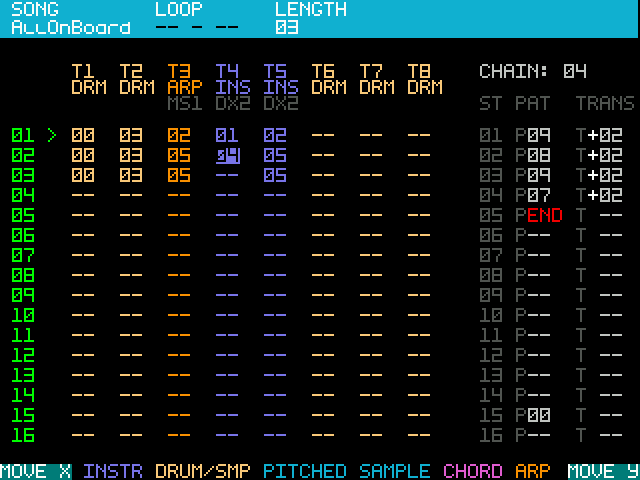 SONG LOOP LENGTH
ALLOnBoard -- - -- 03
T1 T2 T3 T4 T5 T6 T7 T8 CHAIN: 04
DRM DRM ARP INS INS DRM DRM DRM
MS1 DX2 DX2 ST PAT TRANS
01 > 00 03 02 01 02 -- -- -- 01 P09 T+02
02 00 03 05 05 -- -- -- 02 P08 T+02
03 00 03 05 -- 05 -- -- -- 03 P09 T+02
04 -- -- -- -- -- -- -- -- 04 P07 T+02
05 -- -- -- -- -- -- -- -- 05 PEND T --
06 -- -- -- -- -- -- -- -- 06 P-- T --
07 -- -- -- -- -- -- -- -- 07 P-- T --
08 -- -- -- -- -- -- -- -- 08 P-- T --
09 -- -- -- -- -- -- -- -- 09 P-- T --
10 -- -- -- -- -- -- -- -- 10 P-- T --
11 -- -- -- -- -- -- -- -- 11 P-- T --
12 -- -- -- -- -- -- -- -- 12 P-- T --
13 -- -- -- -- -- -- -- -- 13 P-- T --
14 -- -- -- -- -- -- -- -- 14 P-- T --
15 -- -- -- -- -- -- -- -- 15 P00 T --
16 -- -- -- -- -- -- -- -- 16 P-- T --
MOVE X INSTR DRUM/SMP PITCHED SAMPLE CHORD ARP MOVE Y